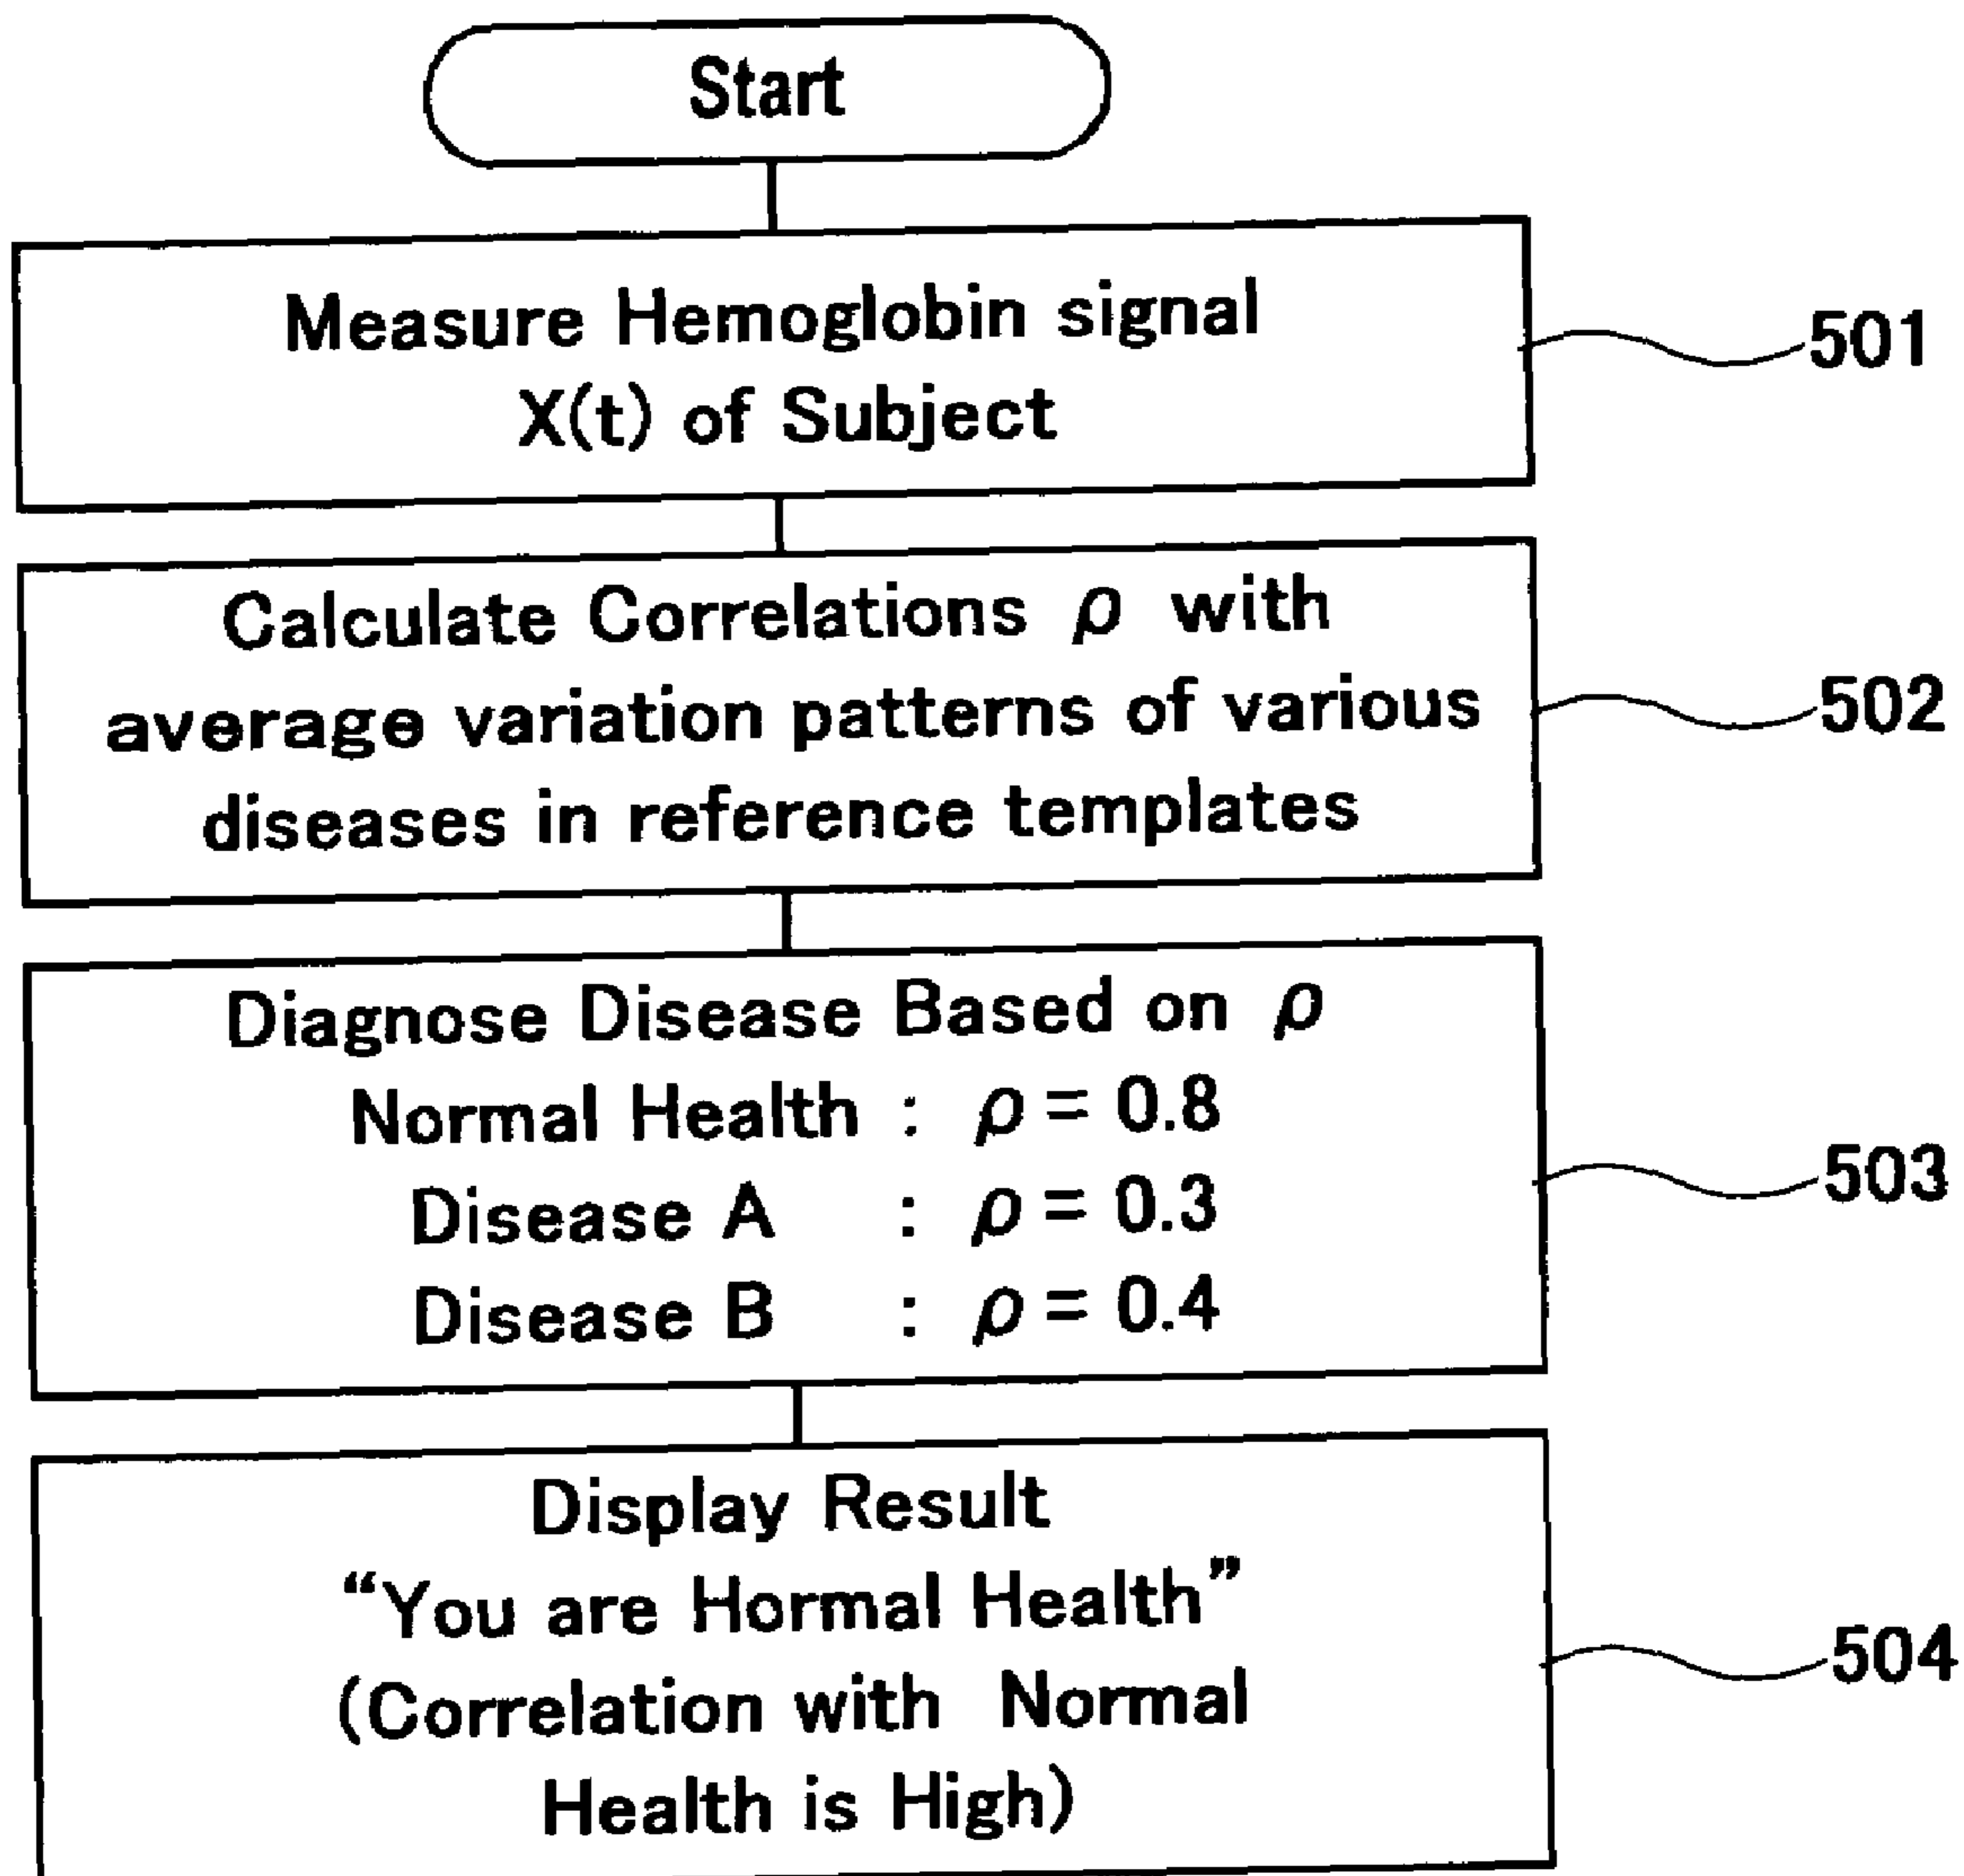 Start
Measure Hemoglobin signal
X(t) of Subject
501
Calculate Correlations ρ with
average variation patterns of various
diseases in reference templates
502
Diagnose Disease Based on ρ
Normal Health : ρ = 0.8
Disease A : ρ = 0.3
Disease B : ρ = 0.4
503
Display Result
“You are Hormal Health”
(Correlation with Normal
Health is High)
504